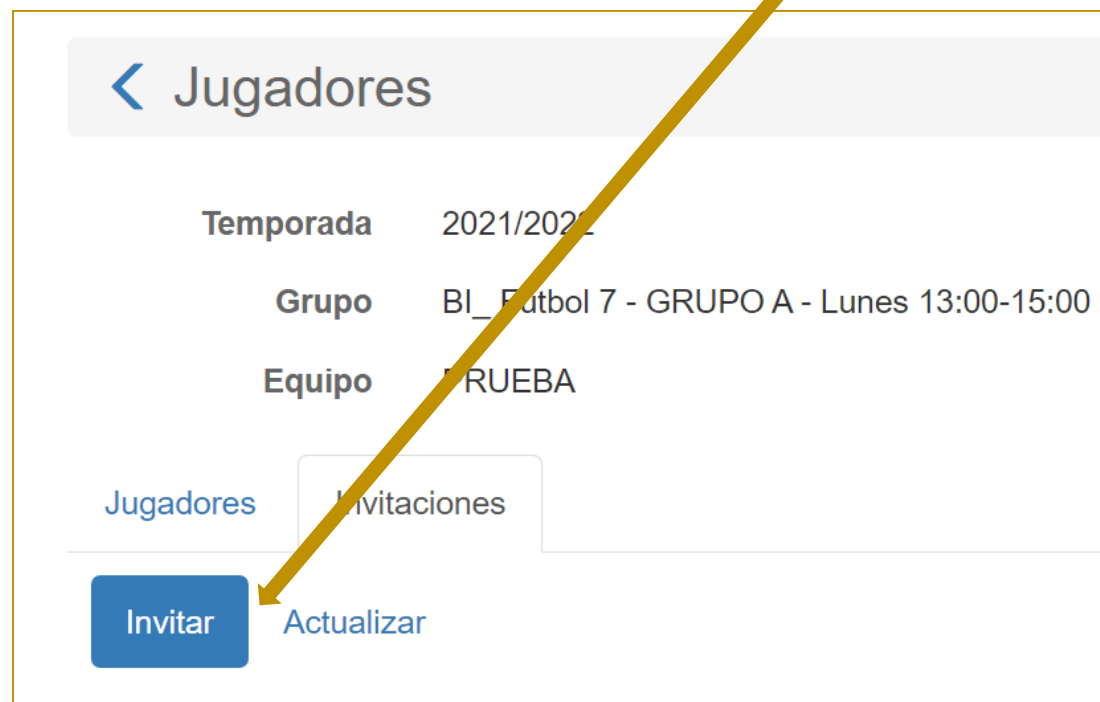 Jugadores
Temporada 2021/2022
Grupo BI_ Fútbol 7 - GRUPO A - Lunes 13:00-15:00
Equipo PRUEBA
Jugadores Invitaciones
Invitar Actualizar